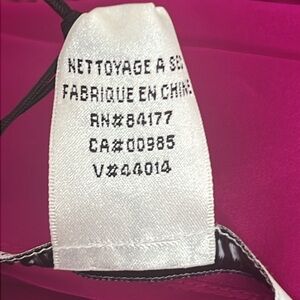 NETTOYAGE A SEC
FABRIQUE EN CHINE
RN#84177
CA#00985
V#44014